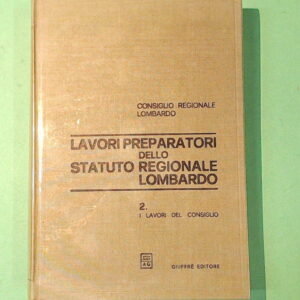 CONSIGLIO REGIONALE
LOMBARDO
LAVORI PREPARATORI
DELLO
STATUTO REGIONALE
LOMBARDO
2.
I LAVORI DEL CONSIGLIO
GIUFFRÈ EDITORE